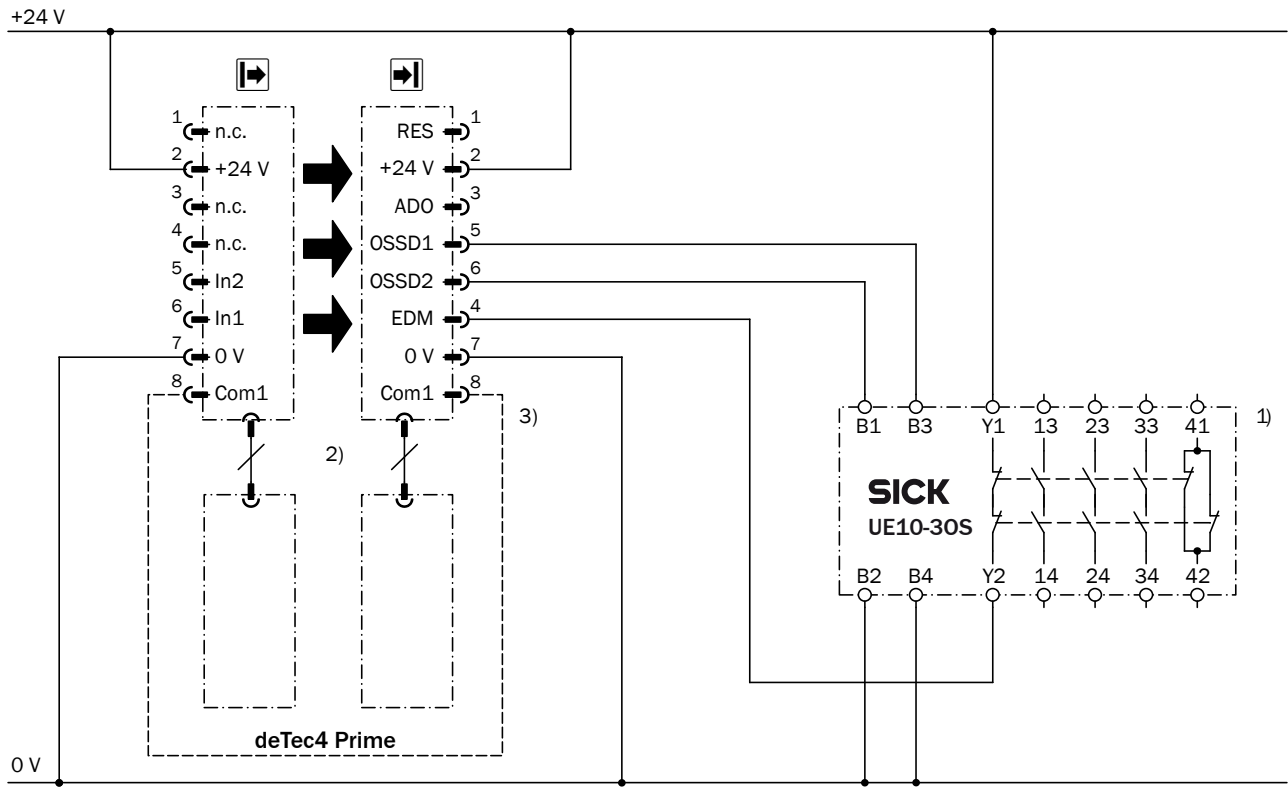 +24 V
1 n.c. RES 1
2 +24 V +24 V 2
3 n.c. ADO 3
4 n.c. OSSD1 5
5 In2 OSSD2 6
6 In1 EDM 4
7 0 V 0 V 7
8 Com1 Com1 8
3)
1)
B1 B3 Y1 13 23 33 41
2)
SICK
UE10-30S
B2 B4 Y2 14 24 34 42
deTec4 Prime
0 V